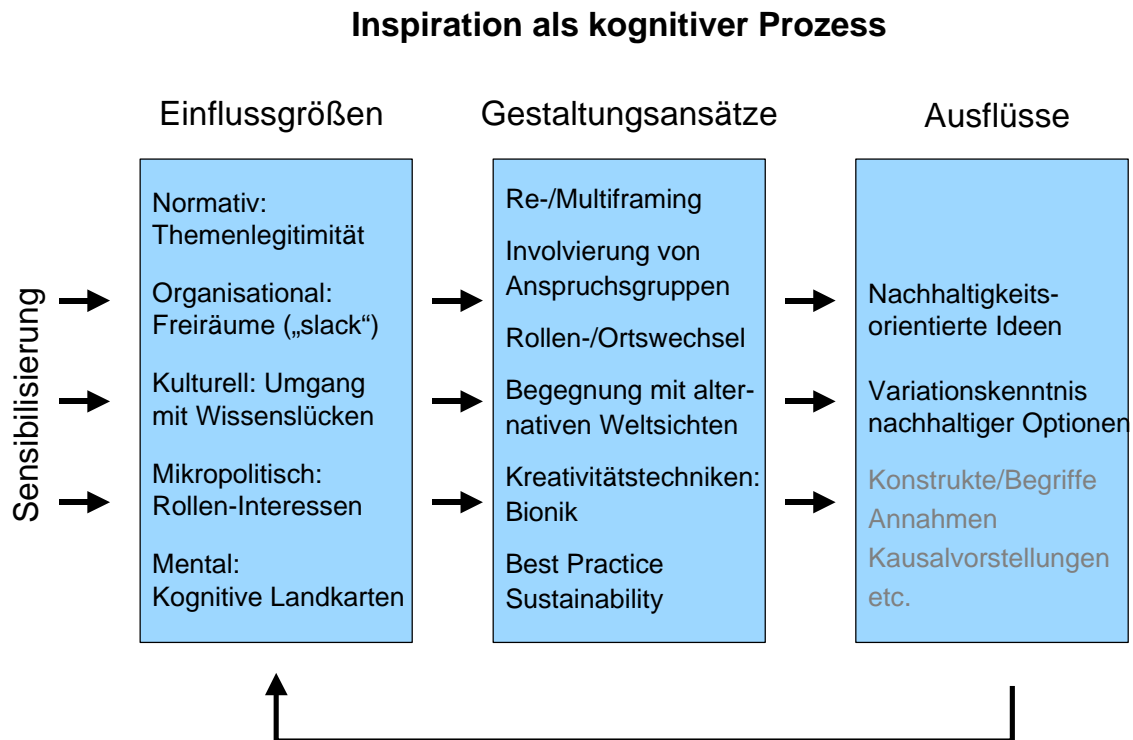 Inspiration als kognitiver Prozess
Einflussgrößen
Gestaltungsansätze
Ausflüsse
Sensibilisierung
Normativ:
Themenlegitimität
Organisational:
Freiräume („slack“)
Kulturell: Umgang
mit Wissenslücken
Mikropolitisch:
Rollen-Interessen
Mental:
Kognitive Landkarten
Re-/Multiframing
Involvierung von
Anspruchsgruppen
Rollen-/Ortswechsel
Begegnung mit alter-
nativen Weltsichten
Kreativitätstechniken:
Bionik
Best Practice
Sustainability
Nachhaltigkeits-
orientierte Ideen
Variationskenntnis
nachhaltiger Optionen
Konstrukte/Begriffe
Annahmen
Kausalvorstellungen
etc.